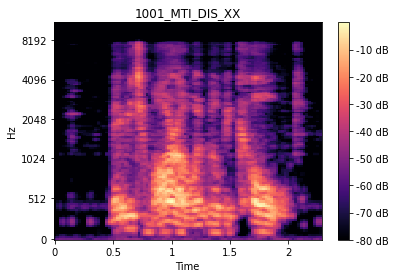 1001_MTI_DIS_XX
8192
4096
2048
1024
512
0
Hz
0
0.5
1
1.5
2
Time
-10 dB
-20 dB
-30 dB
-40 dB
-50 dB
-60 dB
-70 dB
-80 dB